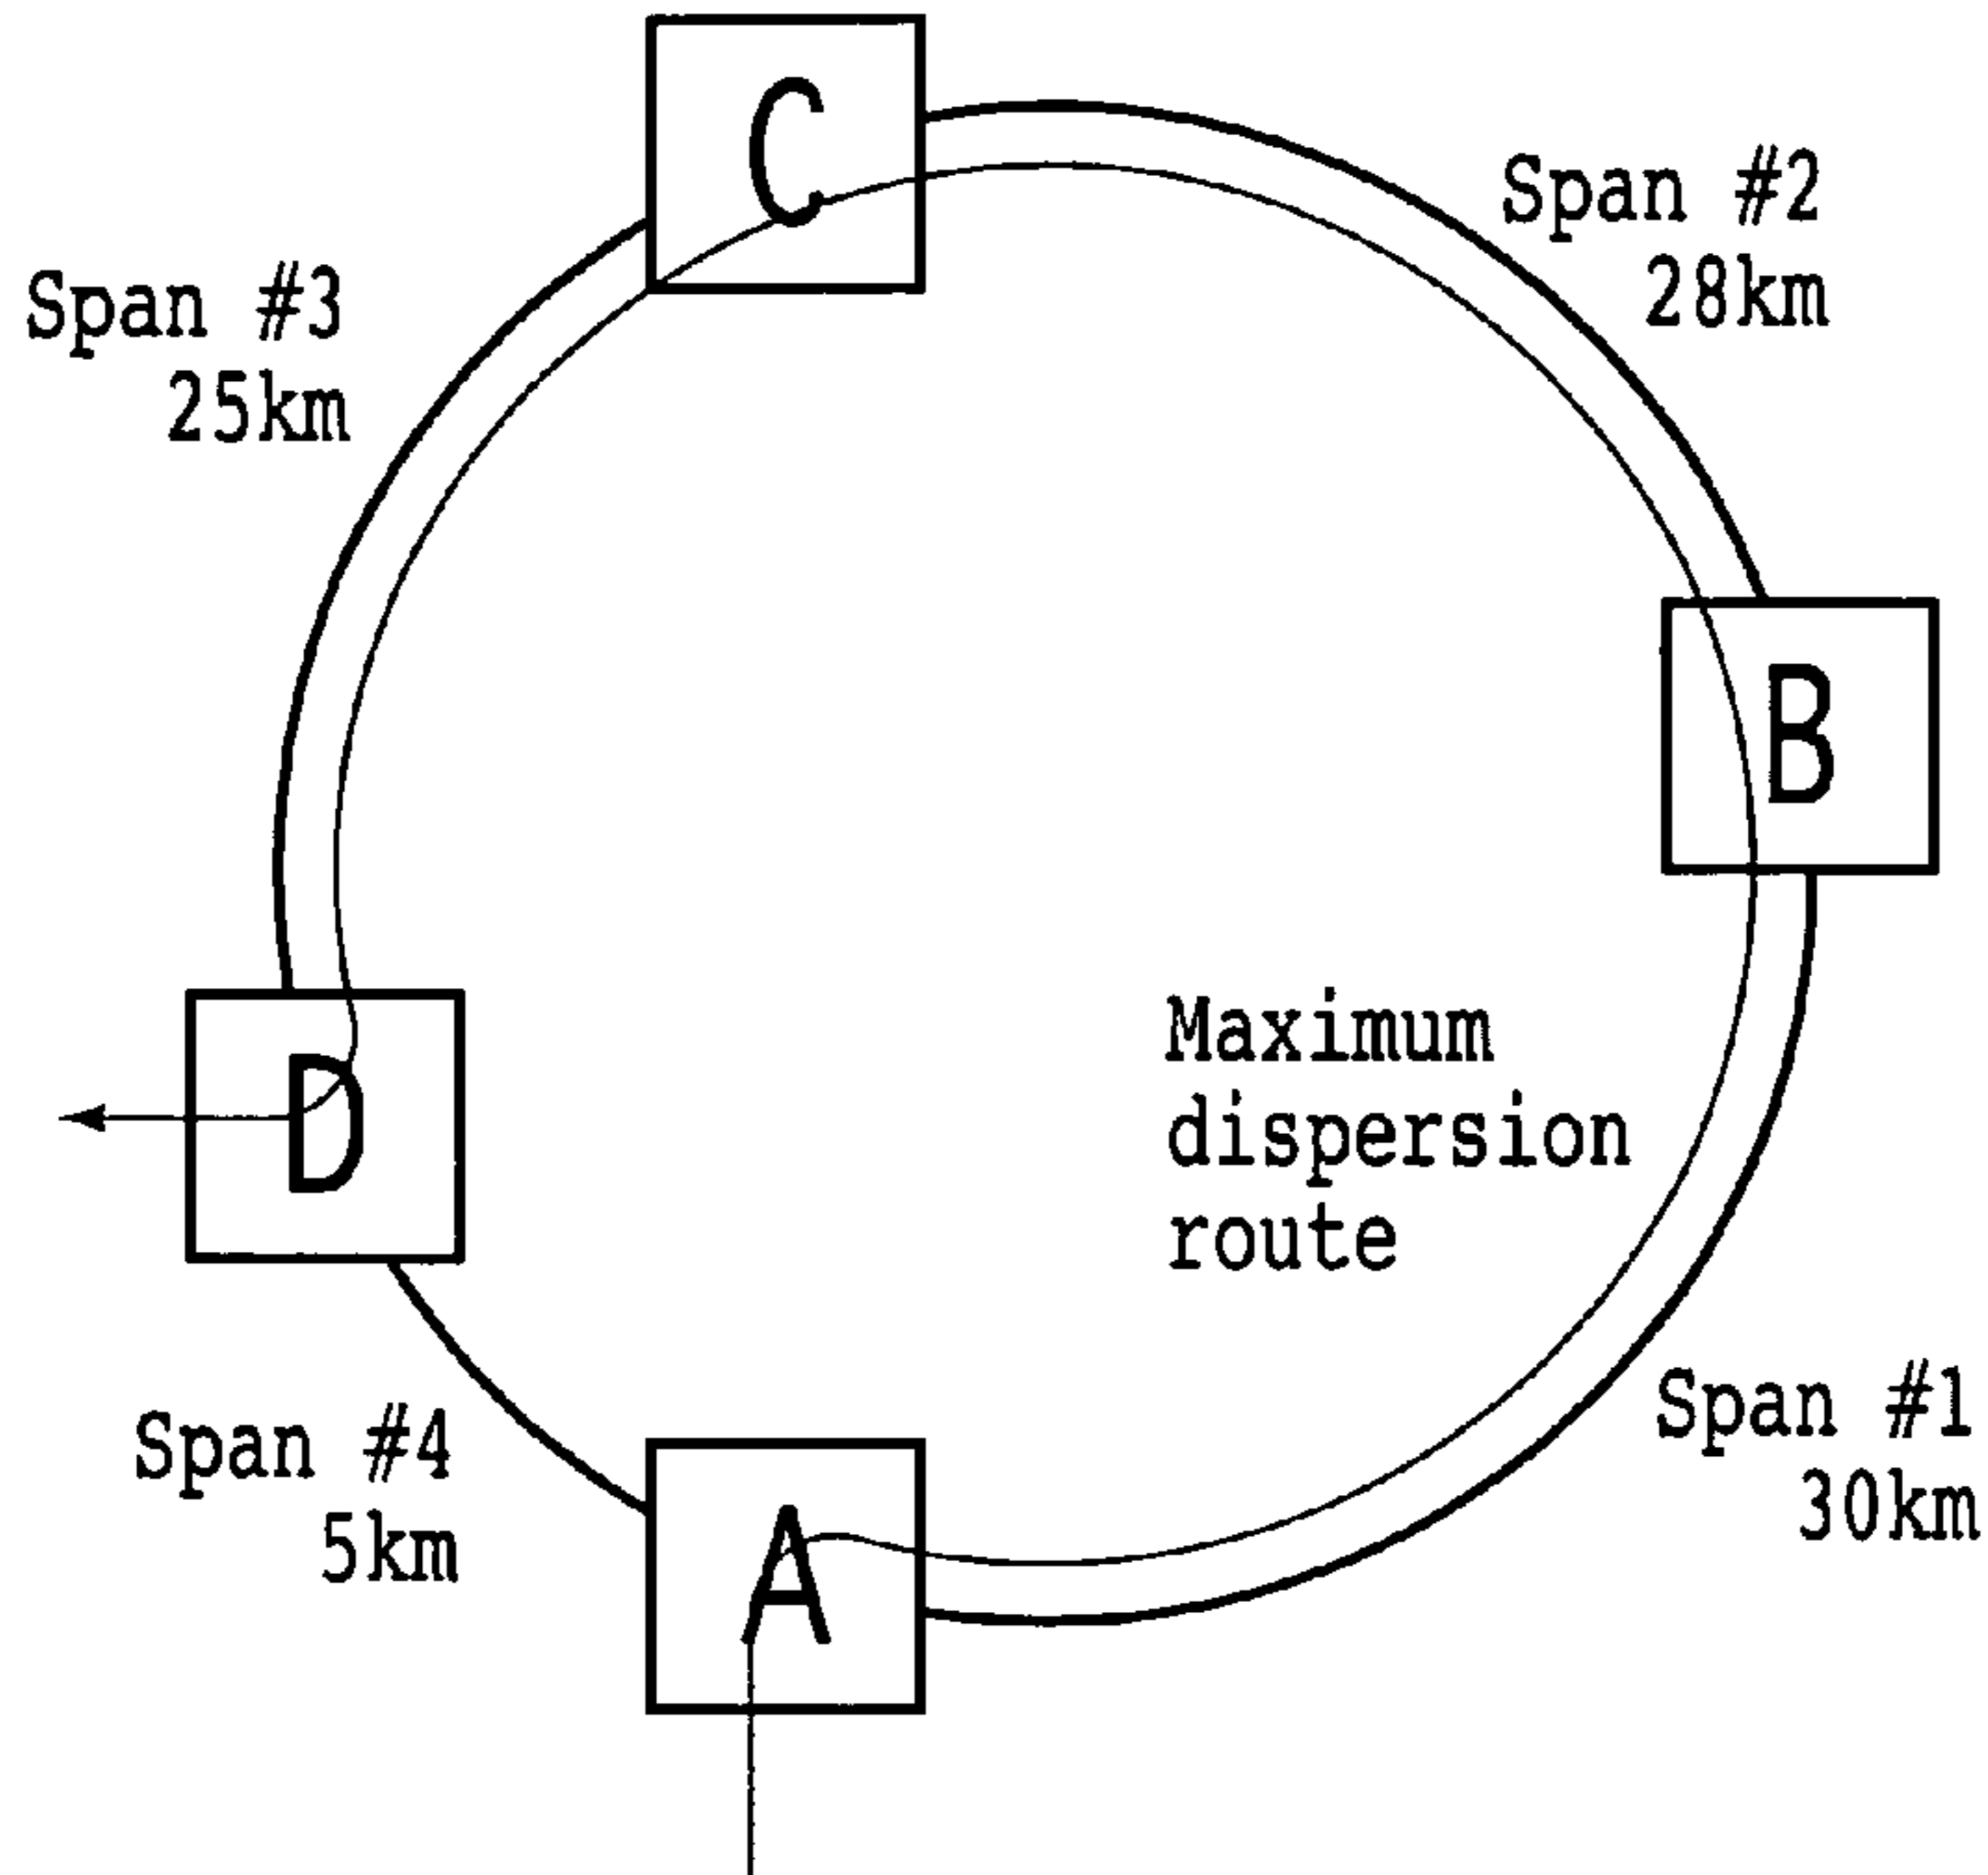 C
Span #2
28km
Span #3
25km
B
D
Maximum
dispersion
route
Span #1
30km
Span #4
5km
A